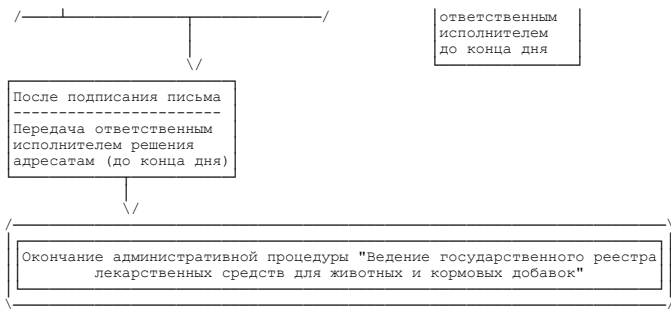 ответственным
исполнителем
до конца дня
После подписания письма
-----------------------
Передача ответственным
исполнителем решения
адресатам (до конца дня)
Окончание административной процедуры "Ведение государственного реестра
лекарственных средств для животных и кормовых добавок"